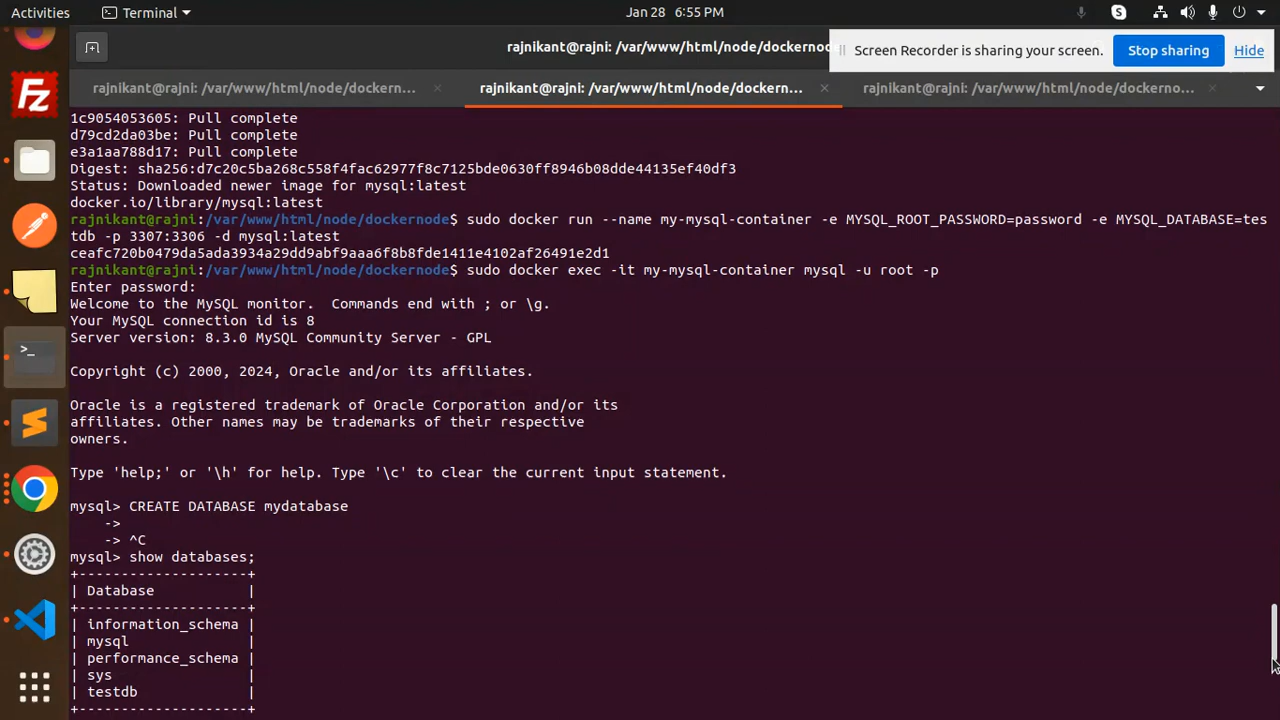 Activities
Terminal
Jan 28 6:55 PM
rajnikant@rajni: /var/www/html/node/dockerno
Screen Recorder is sharing your screen.
Stop sharing
Hide
rajnikant@rajni: /var/www/html/node/dockern...
rajnikant@rajni: /var/www/html/node/dockern...
rajnikant@rajni: /var/www/html/node/dockerno...
1c9054053605: Pull complete
d79cd2da03be: Pull complete
e3a1aa788d17: Pull complete
Digest: sha256:d7c20c5ba268c558f4fac62977f8c7125bde0630ff8946b08dde44135ef40df3
Status: Downloaded newer image for mysql:latest
docker.io/library/mysql:latest
rajnikant@rajni:/var/www/html/node/dockernode$ sudo docker run --name my-mysql-container -e MYSQL_ROOT_PASSWORD=password -e MYSQL_DATABASE=tes
tdb -p 3307:3306 -d mysql:latest
ceafc720b0479da5ada3934a29dd9abf9aaa6f8b8fde1411e4102af26491e2d1
rajnikant@rajni:/var/www/html/node/dockernode$ sudo docker exec -it my-mysql-container mysql -u root -p
Enter password:
Welcome to the MySQL monitor.  Commands end with ; or \g.
Your MySQL connection id is 8
Server version: 8.3.0 MySQL Community Server - GPL
Copyright (c) 2000, 2024, Oracle and/or its affiliates.
Oracle is a registered trademark of Oracle Corporation and/or its
affiliates. Other names may be trademarks of their respective
owners.
Type 'help;' or '\h' for help. Type '\c' to clear the current input statement.
mysql> CREATE DATABASE mydatabase
    ->
    -> ^C
mysql> show databases;
+--------------------+
| Database           |
+--------------------+
| information_schema |
| mysql              |
| performance_schema |
| sys                |
| testdb             |
+--------------------+